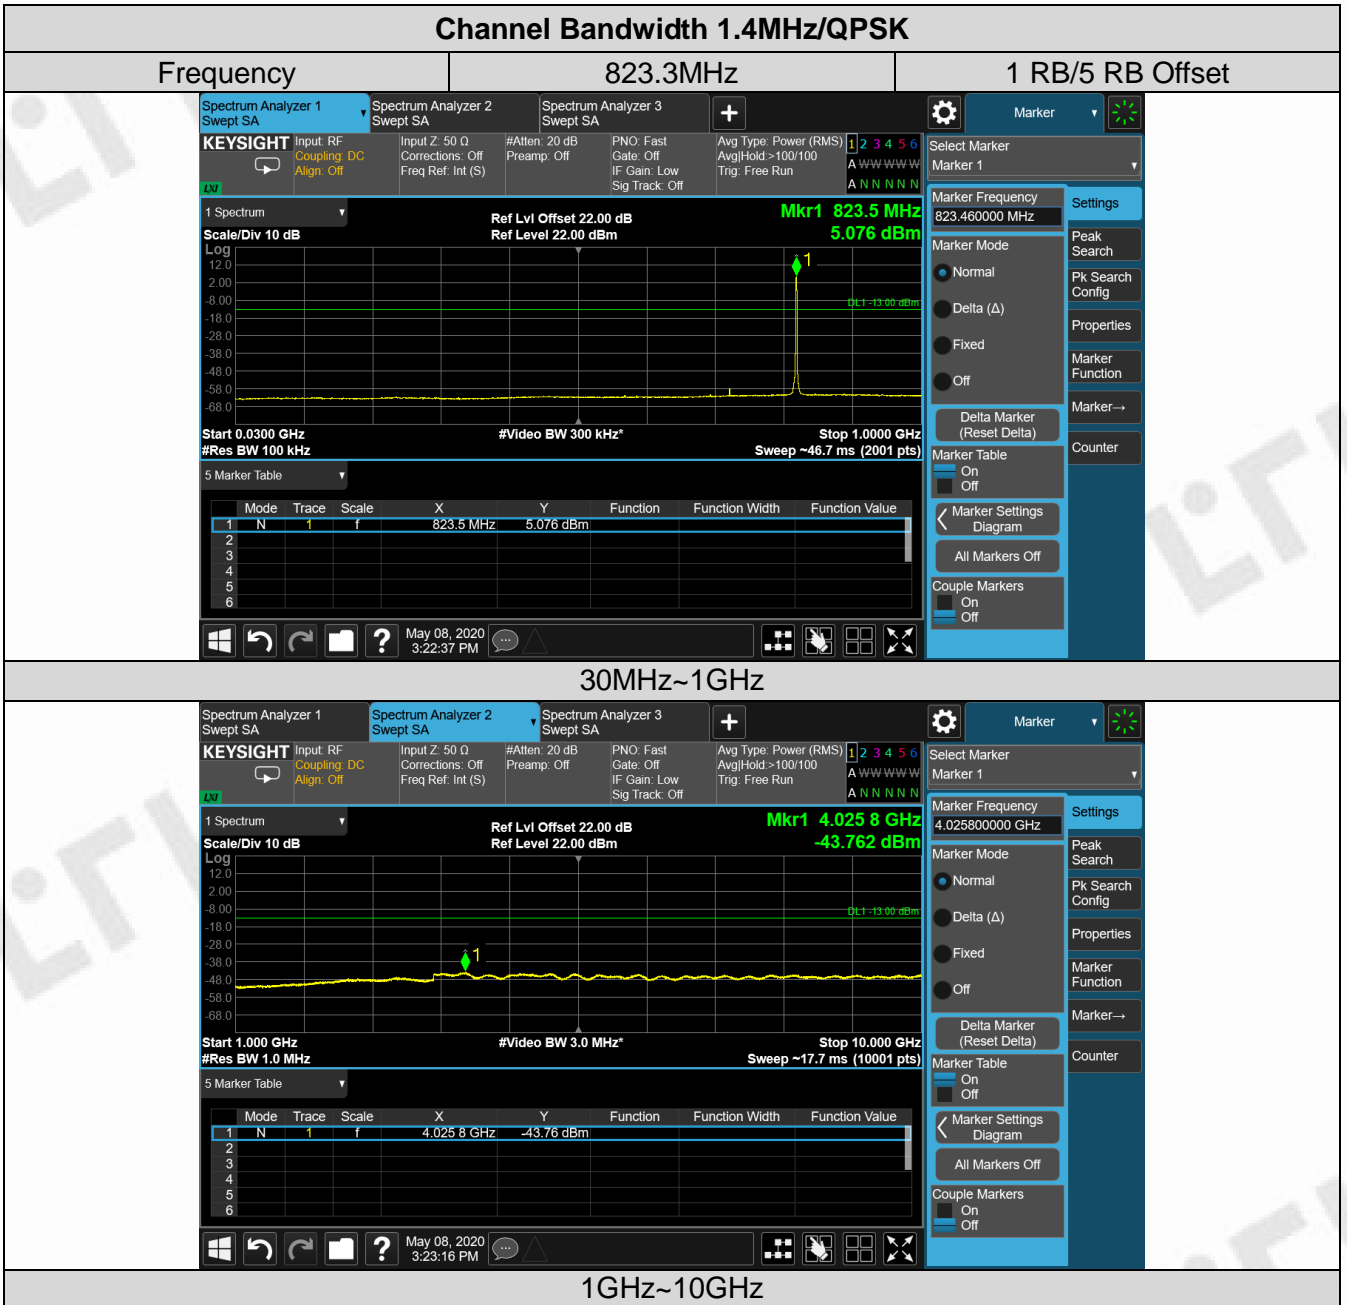 Channel Bandwidth 1.4MHz/QPSK
Frequency 823.3MHz 1 RB/5 RB Offset
Spectrum Analyzer 1 Spectrum Analyzer 2 Spectrum Analyzer 3 Marker
Swept SA Swept SA Swept SA
KEYSIGHT Input: RF Input Z: 50 Ω #Atten: 20 dB PNO: Fast Avg Type: Power (RMS) 1 2 3 4 5 6
Coupling: DC Corrections: Off Preamp: Off Gate: Off Avg|Hold:>100/100 A W W W W W
Align: Off Freq Ref: Int (S) IF Gain: Low Trig: Free Run
LXI Sig Track: Off A N N N N N
Select Marker
Marker 1
1 Spectrum Ref Lvl Offset 22.00 dB Mkr1 823.5 MHz
Scale/Div 10 dB Ref Level 22.00 dBm 5.076 dBm
Log
12.0
2.00
-8.00
-18.0
-28.0
-38.0
-48.0
-58.0
-68.0
1
DL1 -13.00 dBm
Start 0.0300 GHz #Video BW 300 kHz* Stop 1.0000 GHz
#Res BW 100 kHz Sweep ~46.7 ms (2001 pts)
5 Marker Table
Mode Trace Scale X Y Function Function Width Function Value
1 N 1 f 823.5 MHz 5.076 dBm
2
3
4
5
6
May 08, 2020
3:22:37 PM
Marker Frequency
823.460000 MHz
Marker Mode
Normal
Delta (Δ)
Fixed
Off
Delta Marker
(Reset Delta)
Marker Table
On
Off
Marker Settings
Diagram
All Markers Off
Couple Markers
On
Off
Settings
Peak
Search
Pk Search
Config
Properties
Marker
Function
Marker→
Counter
30MHz~1GHz
Spectrum Analyzer 1 Spectrum Analyzer 2 Spectrum Analyzer 3 Marker
Swept SA Swept SA Swept SA
KEYSIGHT Input: RF Input Z: 50 Ω #Atten: 20 dB PNO: Fast Avg Type: Power (RMS) 1 2 3 4 5 6
Coupling: DC Corrections: Off Preamp: Off Gate: Off Avg|Hold:>100/100 A W W W W W
Align: Off Freq Ref: Int (S) IF Gain: Low Trig: Free Run
LXI Sig Track: Off A N N N N N
Select Marker
Marker 1
1 Spectrum Ref Lvl Offset 22.00 dB Mkr1 4.025 8 GHz
Scale/Div 10 dB Ref Level 22.00 dBm -43.762 dBm
Log
12.0
2.00
-8.00
-18.0
-28.0
-38.0
-48.0
-58.0
-68.0
1
DL1 -13.00 dBm
Start 1.000 GHz #Video BW 3.0 MHz* Stop 10.000 GHz
#Res BW 1.0 MHz Sweep ~17.7 ms (10001 pts)
5 Marker Table
Mode Trace Scale X Y Function Function Width Function Value
1 N 1 f 4.025 8 GHz -43.76 dBm
2
3
4
5
6
May 08, 2020
3:23:16 PM
Marker Frequency
4.025800000 GHz
Marker Mode
Normal
Delta (Δ)
Fixed
Off
Delta Marker
(Reset Delta)
Marker Table
On
Off
Marker Settings
Diagram
All Markers Off
Couple Markers
On
Off
Settings
Peak
Search
Pk Search
Config
Properties
Marker
Function
Marker→
Counter
1GHz~10GHz